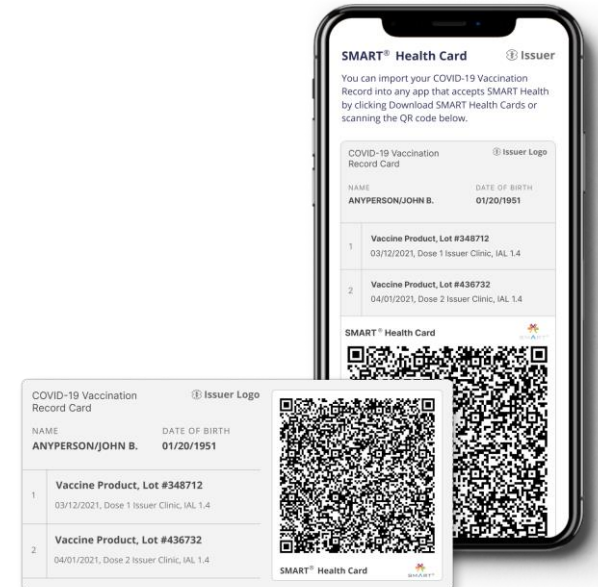 SMART® Health Card
Issuer
You can import your COVID-19 Vaccination
Record into any app that accepts SMART Health
by clicking Download SMART Health Cards or
scanning the QR code below.
COVID-19 Vaccination
Record Card
Issuer Logo
NAME
DATE OF BIRTH
ANYPERSON/JOHN B.
01/20/1951
1
Vaccine Product, Lot #348712
03/12/2021, Dose 1 Issuer Clinic, IAL 1.4
2
Vaccine Product, Lot #436732
04/01/2021, Dose 2 Issuer Clinic, IAL 1.4
SMART® Health Card
SMART
COVID-19 Vaccination
Record Card
Issuer Logo
NAME
DATE OF BIRTH
ANYPERSON/JOHN B.
01/20/1951
1
Vaccine Product, Lot #348712
03/12/2021, Dose 1 Issuer Clinic, IAL 1.4
2
Vaccine Product, Lot #436732
04/01/2021, Dose 2 Issuer Clinic, IAL 1.4
SMART® Health Card
SMART